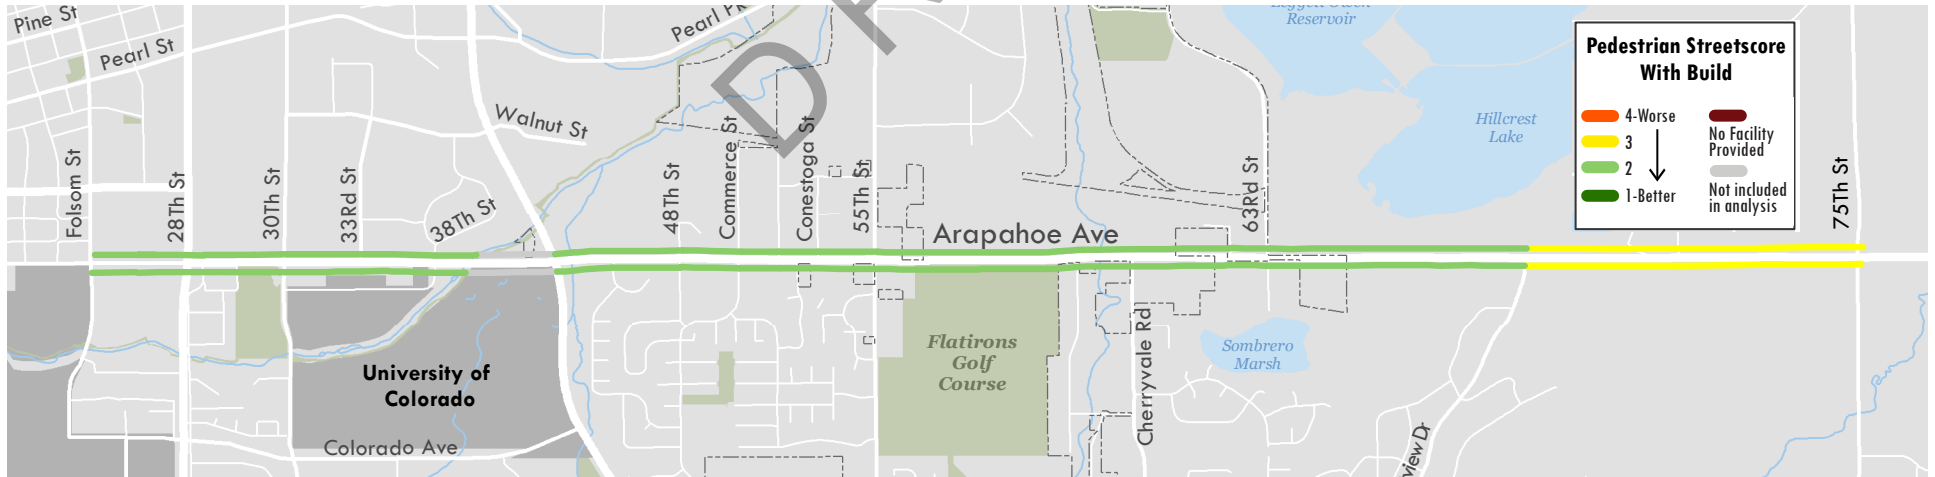 Pine St
Pearl St
Pearl
Reservoir
Pedestrian Streetscore
With Build
4-Worse
3
2
1-Better
No Facility
Provided
Not included
in analysis
Walnut St
Hillcrest
Lake
Folsom St
28Th St
30Th St
33Rd St
38Th St
48Th St
Commerce St
Conestoga St
55Th St
63Rd St
75Th St
Arapahoe Ave
Flatirons
Golf
Course
Cherryvale Rd
Sombrero
Marsh
University of
Colorado
Colorado Ave
view Dr
D